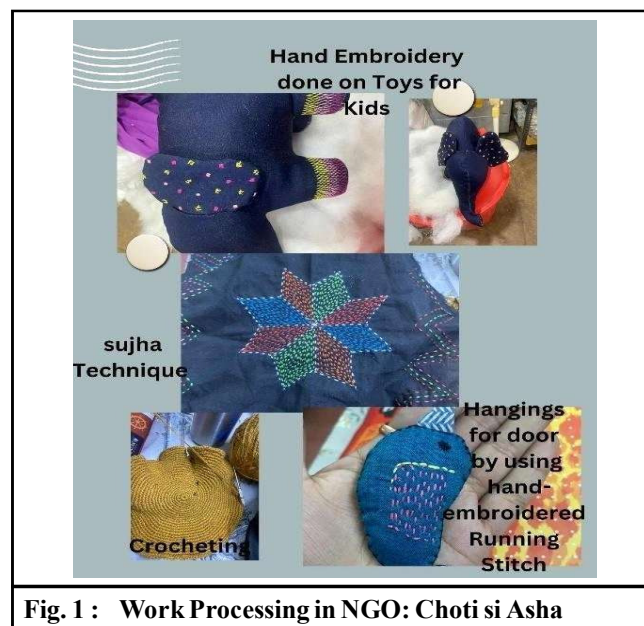 Hand Embroidery
done on Toys for
Kids
sujha
Technique
Hangings
for door
by using
hand-
embroidered
Running
Stitch
Crocheting
Fig. 1 : Work Processing in NGO: Choti si Asha